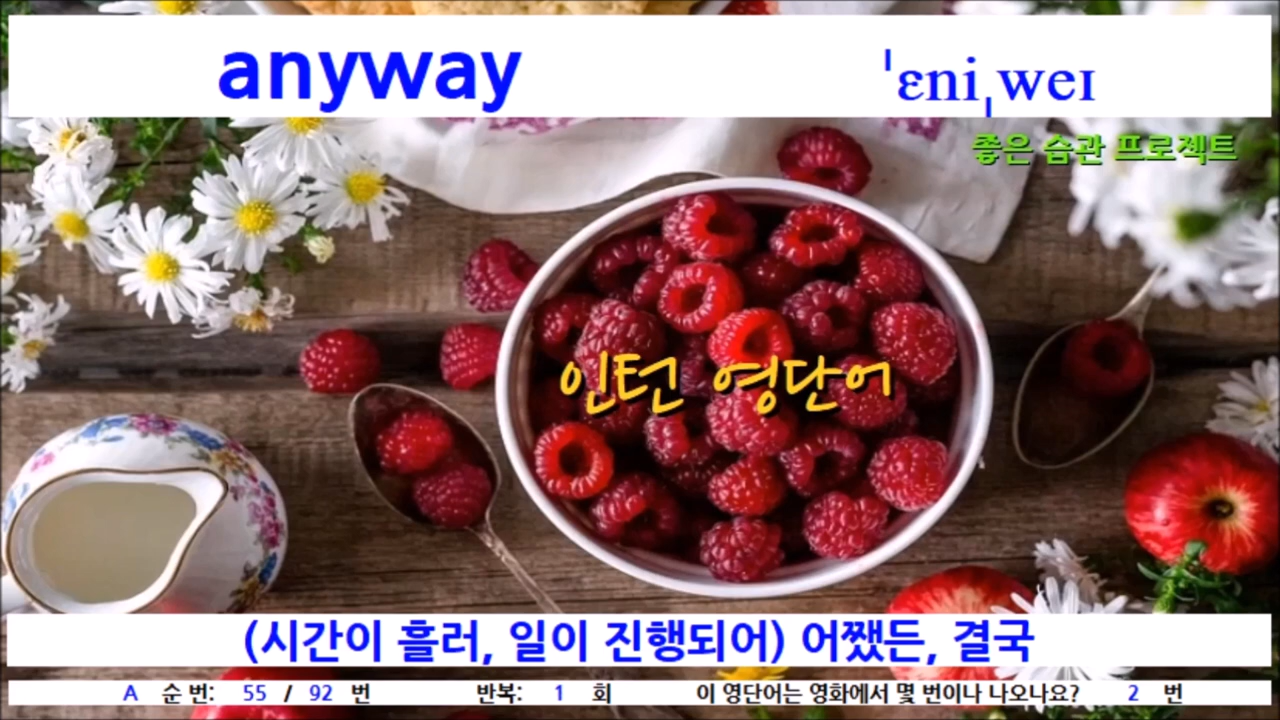 anyway ˈɛniˌweɪ
좋은 습관 프로젝트
인턴 영단어
(시간이 흘러, 일이 진행되어) 어쨌든, 결국
A 순 번: 55 / 92 번 반복: 1 회 이 영단어는 영화에서 몇 번이나 나오나요? 2 번